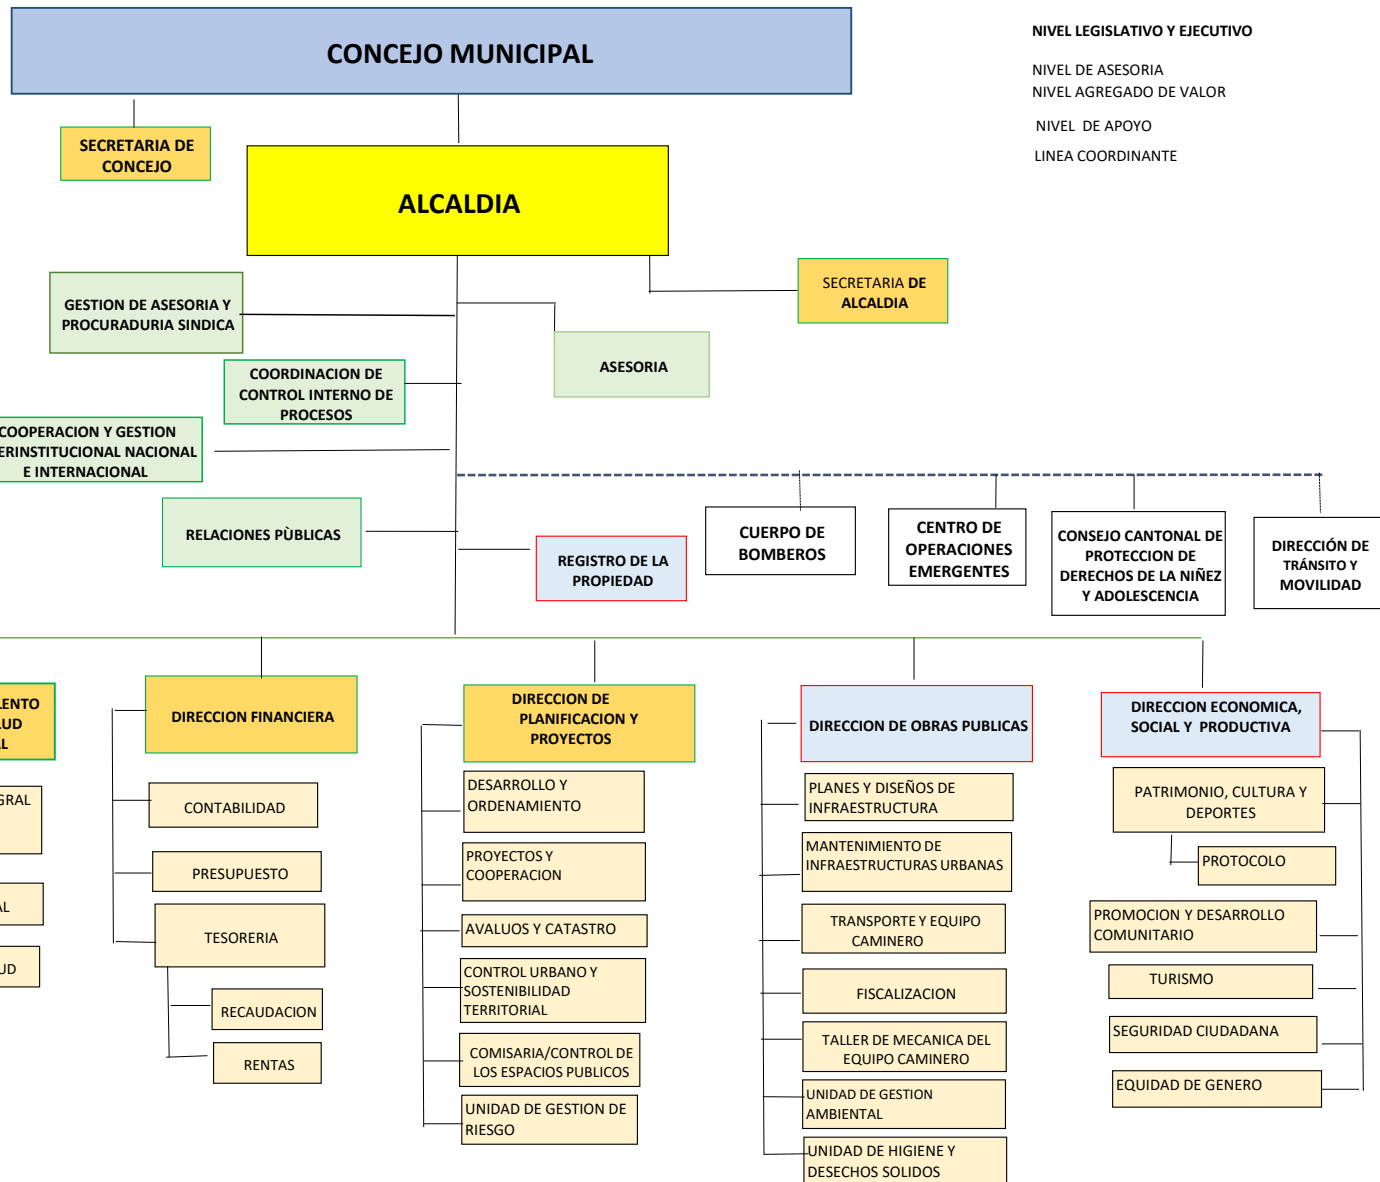 CONCEJO MUNICIPAL
NIVEL LEGISLATIVO Y EJECUTIVO
NIVEL DE ASESORIA
NIVEL AGREGADO DE VALOR
NIVEL DE APOYO
LINEA COORDINANTE
SECRETARIA DE
CONCEJO
ALCALDIA
SECRETARIA DE
ALCALDIA
GESTION DE ASESORIA Y
PROCURADURIA SINDICA
ASESORIA
COORDINACION DE
CONTROL INTERNO DE
PROCESOS
COOPERACION Y GESTION
ERINSTITUCIONAL NACIONAL
E INTERNACIONAL
RELACIONES PÙBLICAS
REGISTRO DE LA
PROPIEDAD
CUERPO DE
BOMBEROS
CENTRO DE
OPERACIONES
EMERGENTES
CONSEJO CANTONAL DE
PROTECCION DE
DERECHOS DE LA NIÑEZ
Y ADOLESCENCIA
DIRECCIÓN DE
TRÁNSITO Y
MOVILIDAD
LENTO
LUD
AL
GRAL
AL
UD
DIRECCION FINANCIERA
CONTABILIDAD
PRESUPUESTO
TESORERIA
RECAUDACION
RENTAS
DIRECCION DE
PLANIFICACION Y
PROYECTOS
DESARROLLO Y
ORDENAMIENTO
PROYECTOS Y
COOPERACION
AVALUOS Y CATASTRO
CONTROL URBANO Y
SOSTENIBILIDAD
TERRITORIAL
COMISARIA/CONTROL DE
LOS ESPACIOS PUBLICOS
UNIDAD DE GESTION DE
RIESGO
DIRECCION DE OBRAS PUBLICAS
PLANES Y DISEÑOS DE
INFRAESTRUCTURA
MANTENIMIENTO DE
INFRAESTRUCTURAS URBANAS
TRANSPORTE Y EQUIPO
CAMINERO
FISCALIZACION
TALLER DE MECANICA DEL
EQUIPO CAMINERO
UNIDAD DE GESTION
AMBIENTAL
UNIDAD DE HIGIENE Y
DESECHOS SOLIDOS
DIRECCION ECONOMICA,
SOCIAL Y PRODUCTIVA
PATRIMONIO, CULTURA Y
DEPORTES
PROTOCOLO
PROMOCION Y DESARROLLO
COMUNITARIO
TURISMO
SEGURIDAD CIUDADANA
EQUIDAD DE GENERO